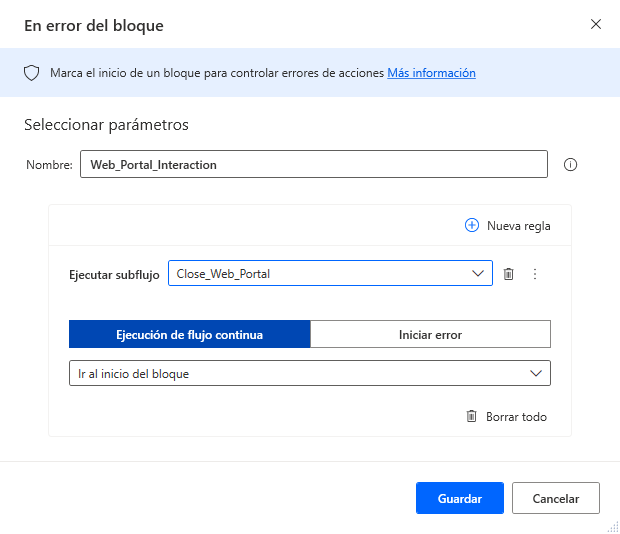 En error del bloque
Marca el inicio de un bloque para controlar errores de acciones Más información
Seleccionar parámetros
Nombre: Web_Portal_Interaction
Nueva regla
Ejecutar subflujo Close_Web_Portal
Ejecución de flujo continua Iniciar error
Ir al inicio del bloque
Borrar todo
Guardar Cancelar